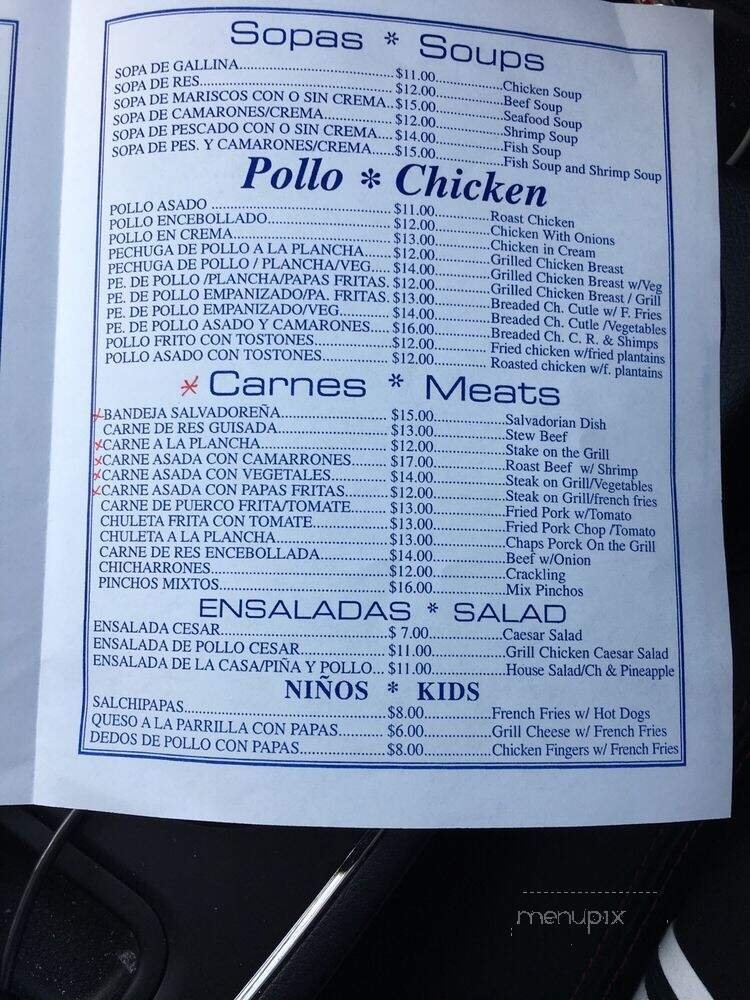 Sopas * Soups
SOPA DE GALLINA....................................$11.00.................Chicken Soup
SOPA DE RES............................................$12.00.................Beef Soup
SOPA DE MARISCOS CON O SIN CREMA..$15.00.................Seafood Soup
SOPA DE CAMARONES/CREMA................$12.00.................Shrimp Soup
SOPA DE PESCADO CON O SIN CREMA....$14.00.................Fish Soup
SOPA DE PES. Y CAMARONES/CREMA......$15.00.................Fish Soup and Shrimp Soup
Pollo * Chicken
POLLO ASADO ..........................................$11.00..............Roast Chicken
POLLO ENCEBOLLADO.............................$12.00..............Chicken With Onions
POLLO EN CREMA.....................................$13.00..............Chicken in Cream
PECHUGA DE POLLO A LA PLANCHA........$12.00..............Grilled Chicken Breast
PECHUGA DE POLLO / PLANCHA/VEG.....$14.00..............Grilled Chicken Breast w/Veg
PE. DE POLLO /PLANCHA/PAPAS FRITAS. $12.00..............Grilled Chicken Breast / Grill
PE. DE POLLO EMPANIZADO/PA. FRITAS. $13.00..............Breaded Ch. Cutle w/ F. Fries
PE. DE POLLO EMPANIZADO/VEG............$14.00..............Breaded Ch. Cutle /Vegetables
PE. DE POLLO ASADO Y CAMARONES.....$16.00..............Breaded Ch. C. R. & Shimps
POLLO FRITO CON TOSTONES..................$12.00.............. Fried chicken w/fried plantains
POLLO ASADO CON TOSTONES................$12.00.............. Roasted chicken w/f. plantains
* Carnes * Meats
x BANDEJA SALVADOREÑA.......................$15.00.................Salvadorian Dish
CARNE DE RES GUISADA........................$13.00.................Stew Beef
x CARNE A LA PLANCHA...........................$12.00.................Stake on the Grill
x CARNE ASADA CON CAMARRONES........$17.00.................Roast Beef w/ Shrimp
x CARNE ASADA CON VEGETALES............$14.00.................Steak on Grill/Vegetables
x CARNE ASADA CON PAPAS FRITAS.........$12.00.................Steak on Grill/french fries
CARNE DE PUERCO FRITA/TOMATE........$13.00.................Fried Pork w/Tomato
CHULETA FRITA CON TOMATE................$13.00.................Fried Pork Chop /Tomato
CHULETA A LA PLANCHA........................$13.00.................Chaps Porck On the Grill
CARNE DE RES ENCEBOLLADA...............$14.00.................Beef w/Onion
CHICHARRONES.......................................$12.00.................Crackling
PINCHOS MIXTOS.....................................$16.00.................Mix Pinchos
ENSALADAS * SALAD
ENSALADA CESAR....................................$ 7.00.................Caesar Salad
ENSALADA DE POLLO CESAR..................$11.00.................Grill Chicken Caesar Salad
ENSALADA DE LA CASA/PIÑA Y POLLO...$11.00.................House Salad/Ch & Pineapple
NIÑOS * KIDS
SALCHIPAPAS..........................................$8.00...............French Fries w/ Hot Dogs
QUESO A LA PARRILLA CON PAPAS..........$6.00...............Grill Cheese w/ French Fries
DEDOS DE POLLO CON PAPAS..................$8.00...............Chicken Fingers w/ French Fries
menupix